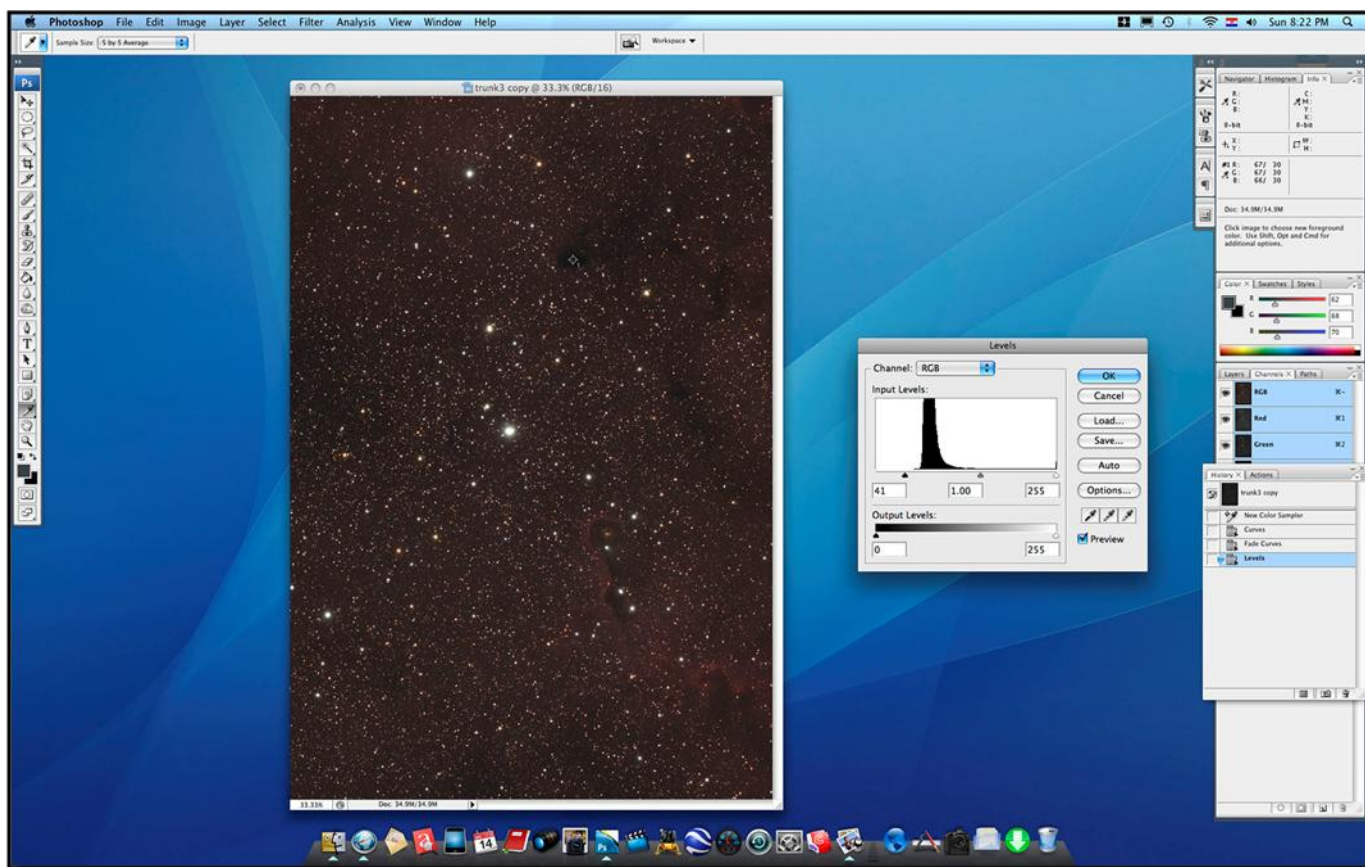 Photoshop File Edit Image Layer Select Filter Analysis View Window Help Sun 8:22 PM
Sample Size: 5 by 5 Average Workspace
Ps
trunk3 copy @ 33.3% (RGB/16)
Navigator Histogram Info X
R: C:
G: M:
B: Y:
K:
8-bit 8-bit
X: W:
Y: H:
#1 R: 67/ 30
G: 67/ 30
B: 66/ 30
Doc: 34.9M/34.9M
Click image to choose new foreground
color. Use Shift, Opt and Cmd for
additional options.
Color X Swatches Styles
R 62
G 68
B 70
Levels
Channel: RGB
OK
Input Levels:
Cancel
Load...
Save...
Auto
41 1.00 255
Options...
Output Levels:
Preview
0 255
Layers Channels X Paths
RGB ⌘~
Red ⌘1
Green ⌘2
History X Actions
trunk3 copy
New Color Sampler
Curves
Fade Curves
Levels
33.33% Doc: 34.9M/34.9M
14
Ps